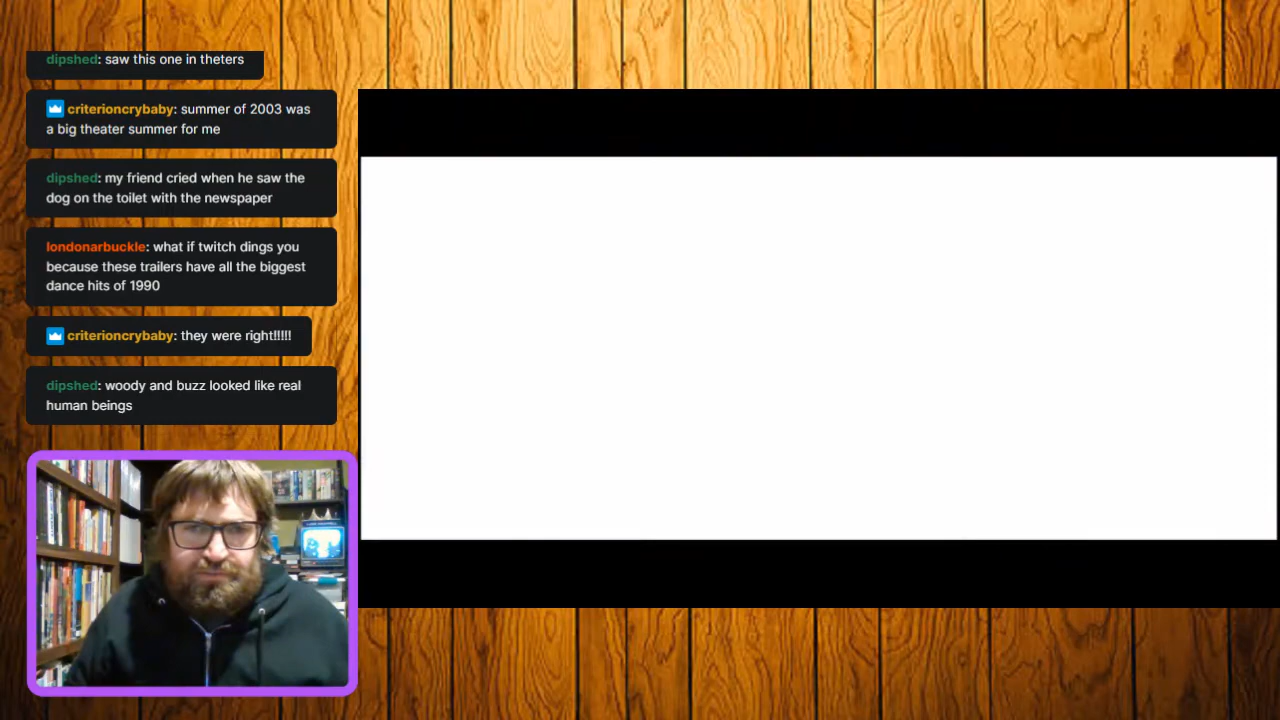 dipshed: saw this one in theters
criterioncrybaby: summer of 2003 was
a big theater summer for me
dipshed: my friend cried when he saw the
dog on the toilet with the newspaper
londonarbuckle: what if twitch dings you
because these trailers have all the biggest
dance hits of 1990
criterioncrybaby: they were right!!!!!
dipshed: woody and buzz looked like real
human beings